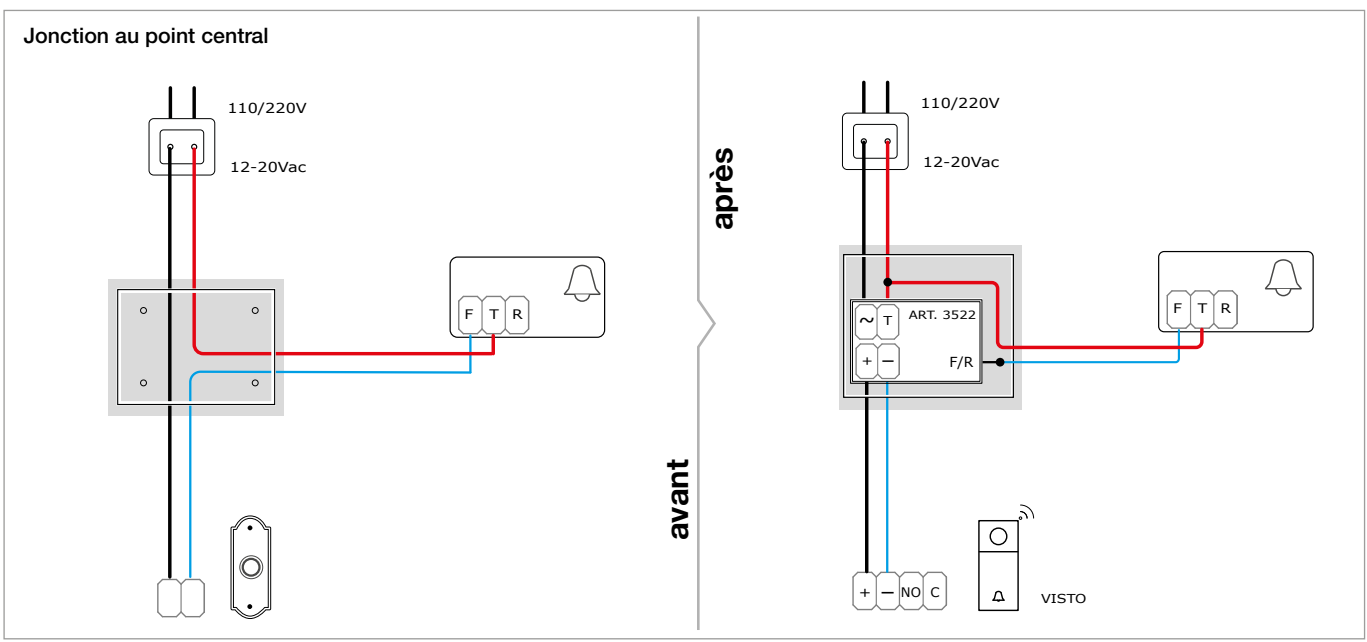 Jonction au point central
110/220V
12-20Vac
F T R
avant
après
110/220V
12-20Vac
~ T ART. 3522
+ − F/R
F T R
+ − NO C
VISTO